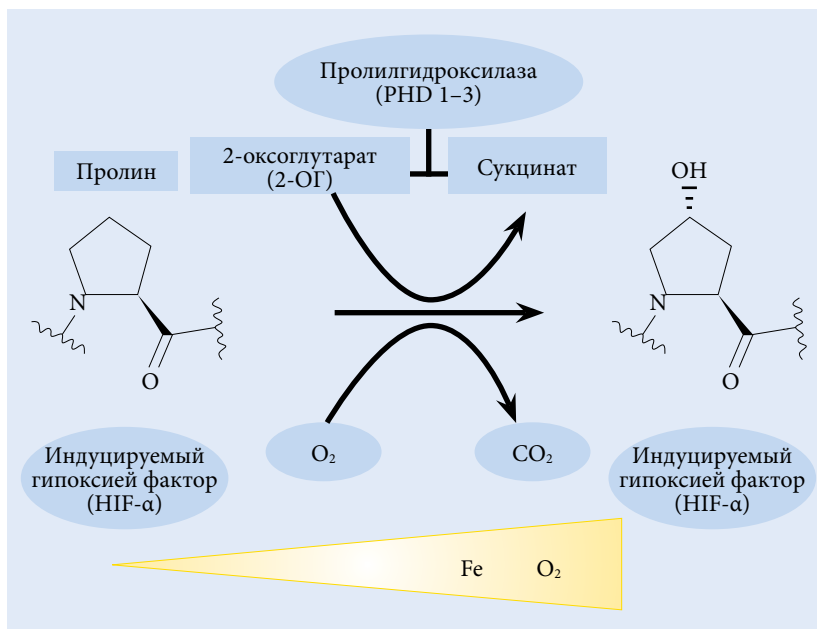 Пролилгидроксилаза
(PHD 1–3)
Пролин
2-оксоглутарат
(2-ОГ)
Сукцинат
OH
N
O
N
O
O₂
CO₂
Индуцируемый
гипоксией фактор
(HIF-α)
Индуцируемый
гипоксией фактор
(HIF-α)
Fe
O₂